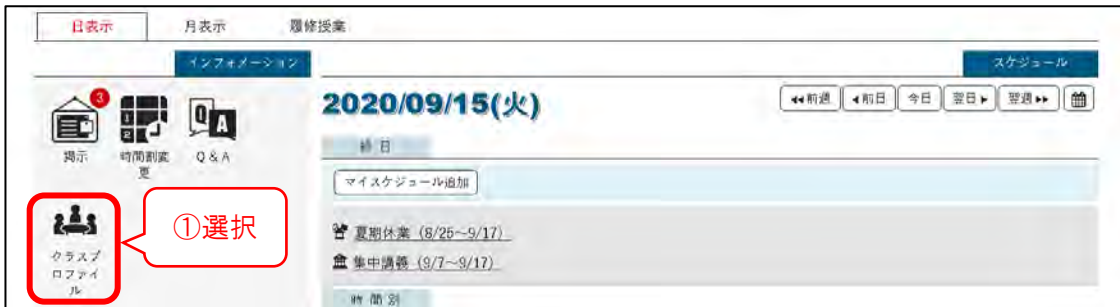 日表示
月表示
履修授業
インフォメーション
スケジュール
3
掲示
時間割変
更
Q & A
2020/09/15(火)
◀◀前週
◀前日
今日
翌日▶
翌週▶▶
終日
マイスケジュール追加
クラスプ
ロファイ
ル
①選択
夏期休業 (8/25～9/17)
集中講義 (9/7～9/17)
時間別